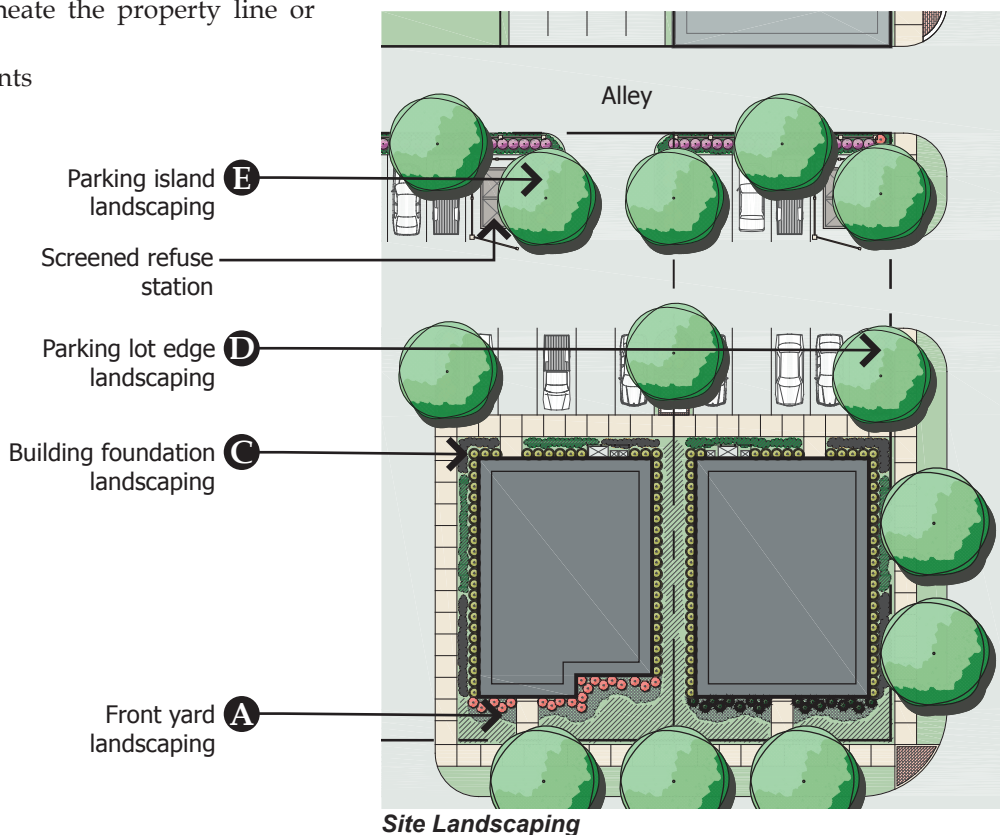 neate the property line or
nts
Alley
Parking island E
landscaping
Screened refuse
station
Parking lot edge D
landscaping
Building foundation C
landscaping
Front yard A
landscaping
Site Landscaping